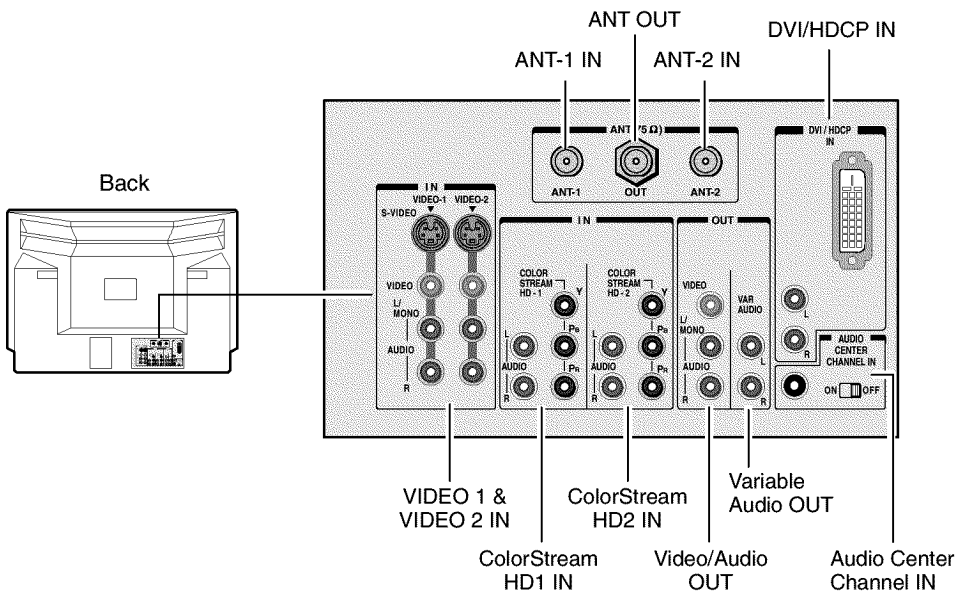 ANT OUT
DVI/HDCP IN
ANT-1 IN
ANT-2 IN
Back
ANT(75 Ω)
ANT-1
OUT
ANT-2
DVI / HDCP
IN
L
R
IN
VIDEO-1
VIDEO-2
S-VIDEO
VIDEO
L/
MONO
AUDIO
R
IN
COLOR
STREAM
HD - 1
Y
PB
PR
L
AUDIO
R
COLOR
STREAM
HD - 2
Y
PB
PR
L
AUDIO
R
OUT
VIDEO
L/
MONO
AUDIO
R
VAR
AUDIO
L
R
AUDIO
CENTER
CHANNEL IN
ON
OFF
VIDEO 1 &
VIDEO 2 IN
ColorStream
HD2 IN
Variable
Audio OUT
ColorStream
HD1 IN
Video/Audio
OUT
Audio Center
Channel IN